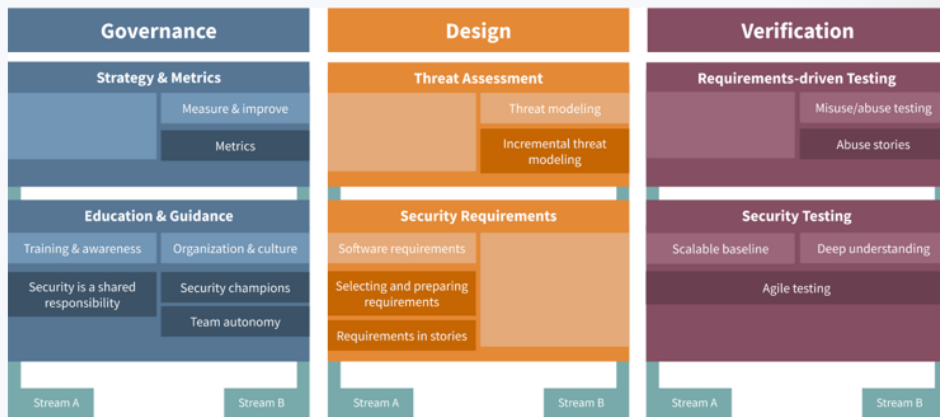 Governance
Strategy & Metrics
Measure & improve
Metrics
Education & Guidance
Training & awareness
Organization & culture
Security is a shared
responsibility
Security champions
Team autonomy
Stream A
Stream B
Design
Threat Assessment
Threat modeling
Incremental threat
modeling
Security Requirements
Software requirements
Selecting and preparing
requirements
Requirements in stories
Stream A
Stream B
Verification
Requirements-driven Testing
Misuse/abuse testing
Abuse stories
Security Testing
Scalable baseline
Deep understanding
Agile testing
Stream A
Stream B